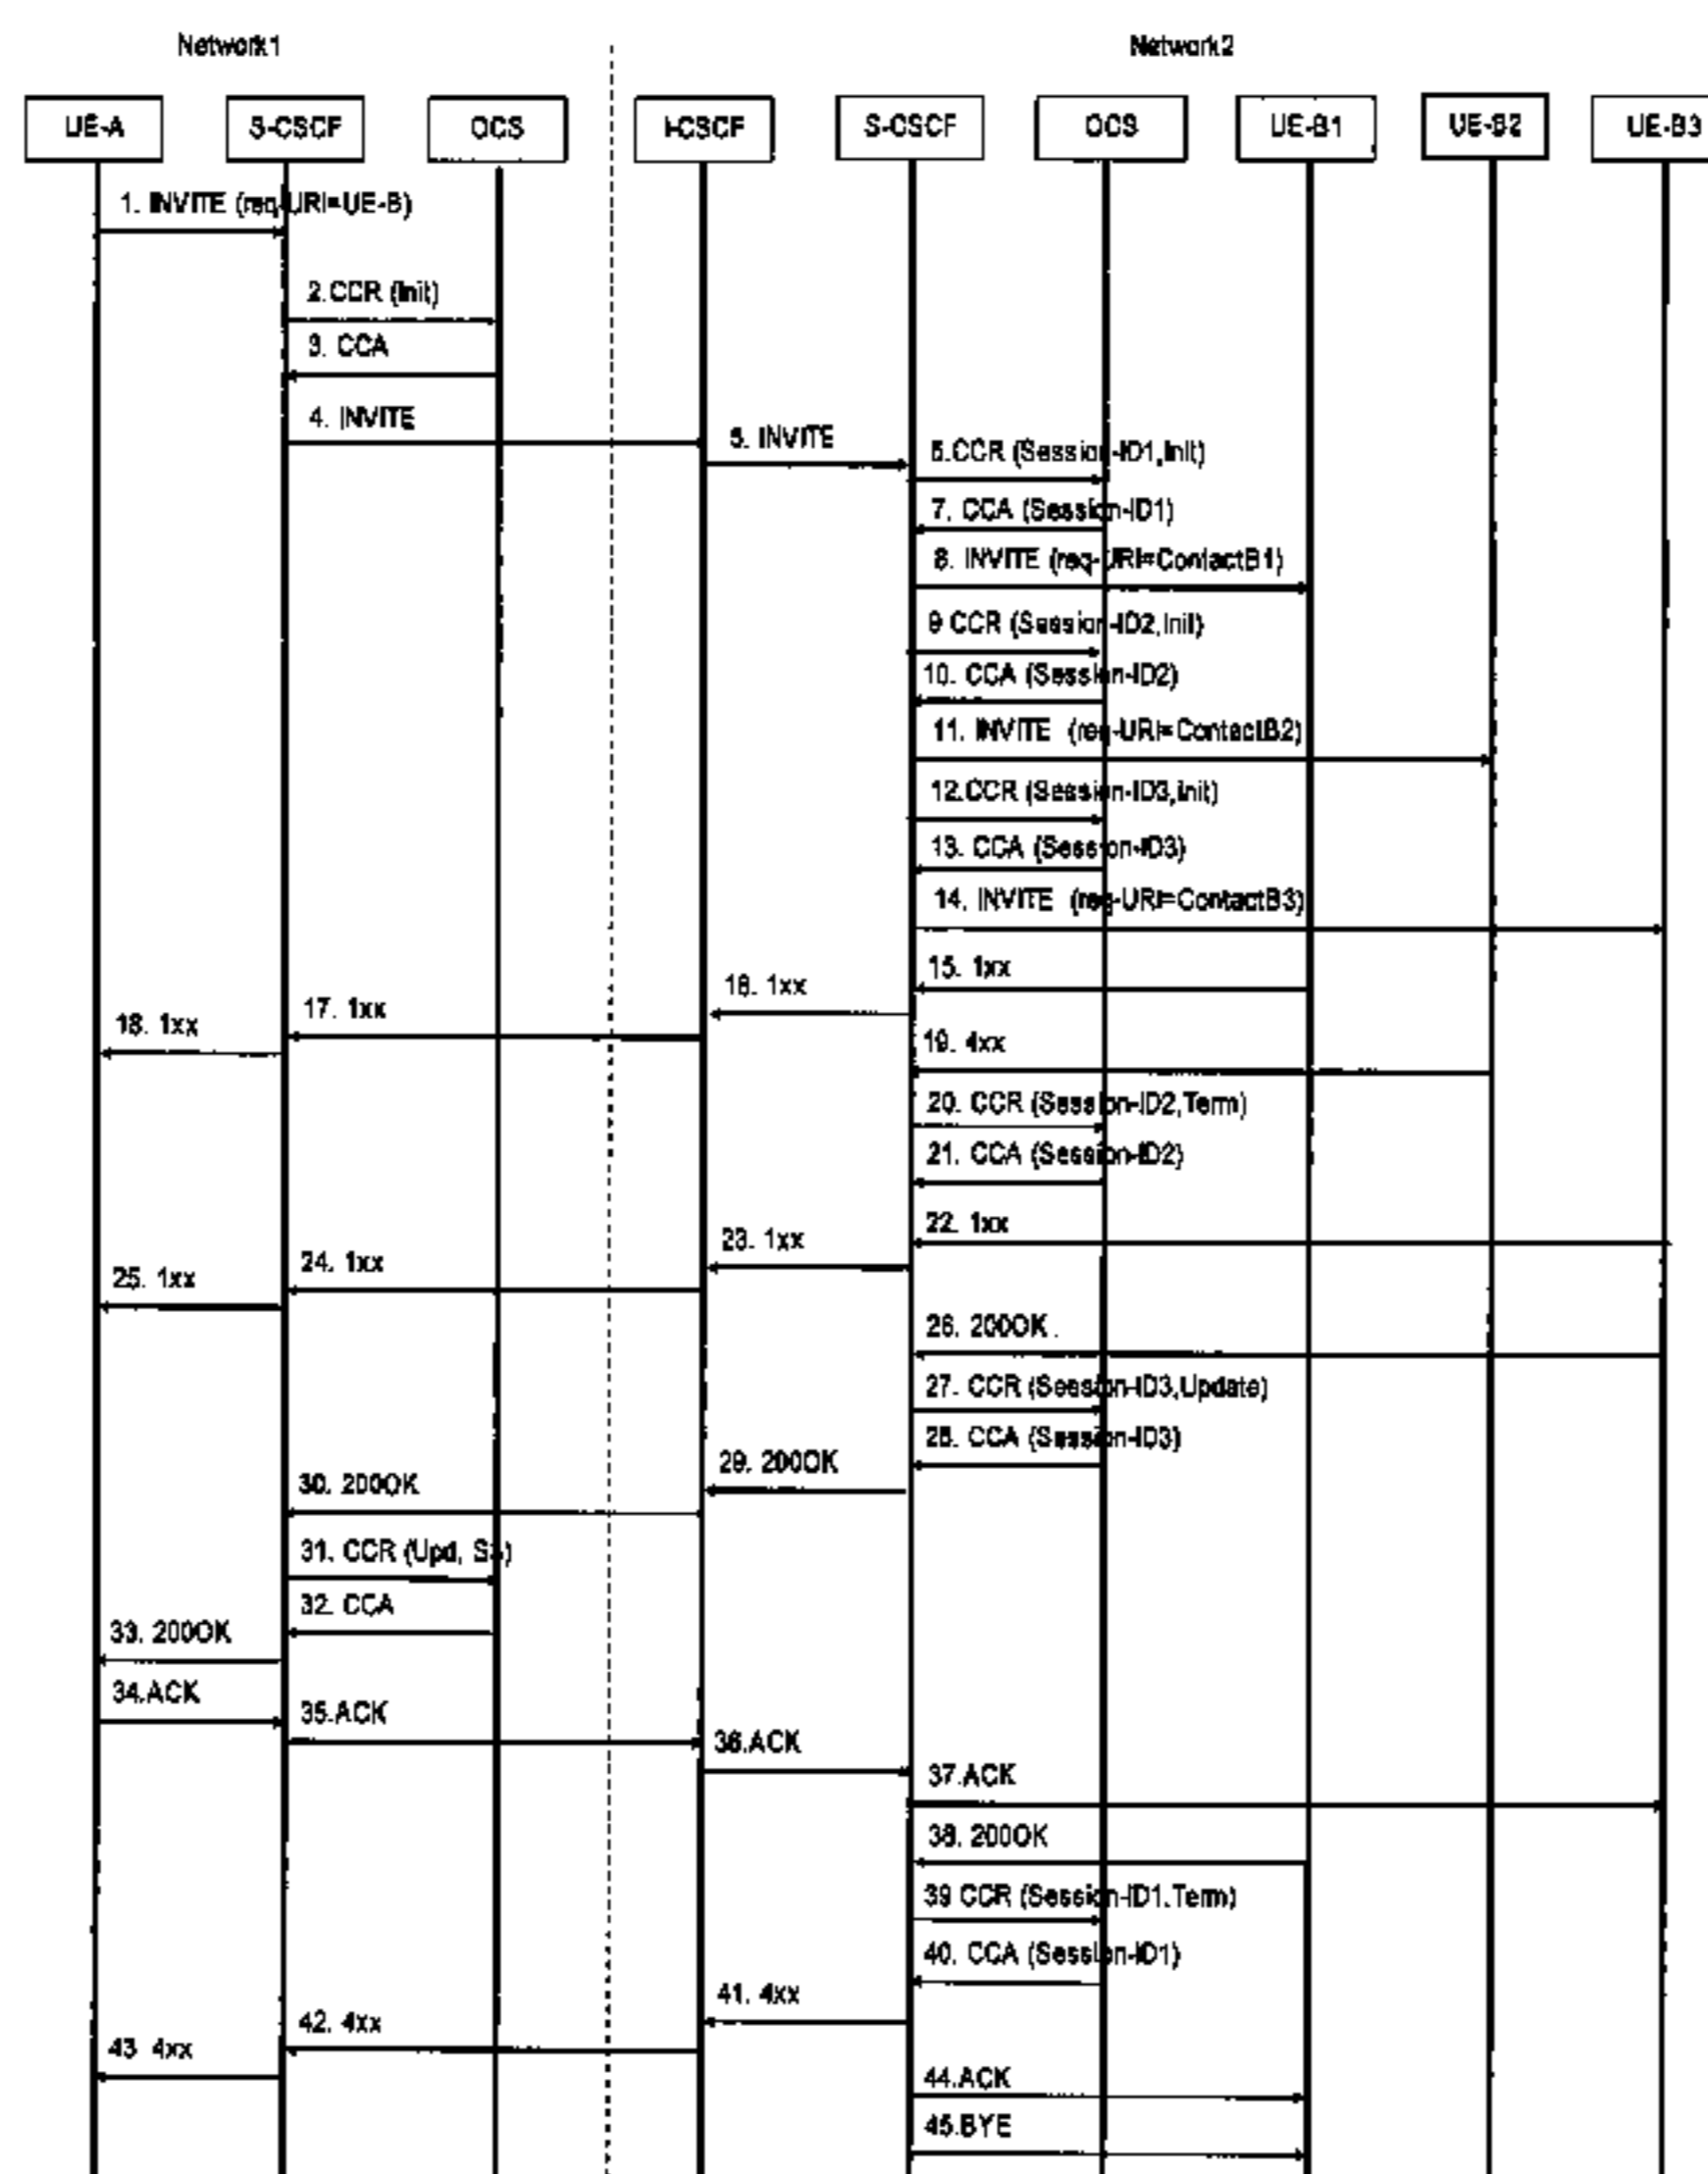 Network1
Network2
UE-A
S-CSCF
OCS
I-CSCF
S-CSCF
OCS
UE-B1
UE-B2
UE-B3
1. INVITE (req-URI=UE-B)
2.CCR (Init)
3. CCA
4. INVITE
5. INVITE
6.CCR (Session-ID1,Init)
7. CCA (Session-ID1)
8. INVITE (req-URI=ContactB1)
9 CCR (Session-ID2,Init)
10. CCA (Session-ID2)
11. INVITE (req-URI=ContactB2)
12.CCR (Session-ID3,Init)
13. CCA (Session-ID3)
14. INVITE (req-URI=ContactB3)
15. 1xx
16. 1xx
17. 1xx
18. 1xx
19. 4xx
20. CCR (Session-ID2,Term)
21. CCA (Session-ID2)
22. 1xx
23. 1xx
24. 1xx
25. 1xx
26. 200OK
27. CCR (Session-ID3,Update)
28. CCA (Session-ID3)
29. 200OK
30. 200OK
31. CCR (Upd,
32. CCA
33. 200OK
34.ACK
35.ACK
36.ACK
37.ACK
38. 200OK
39 CCR (Session-ID1.Term)
40. CCA (Session-ID1)
41. 4xx
42. 4xx
43 4xx
44.ACK
45.BYE